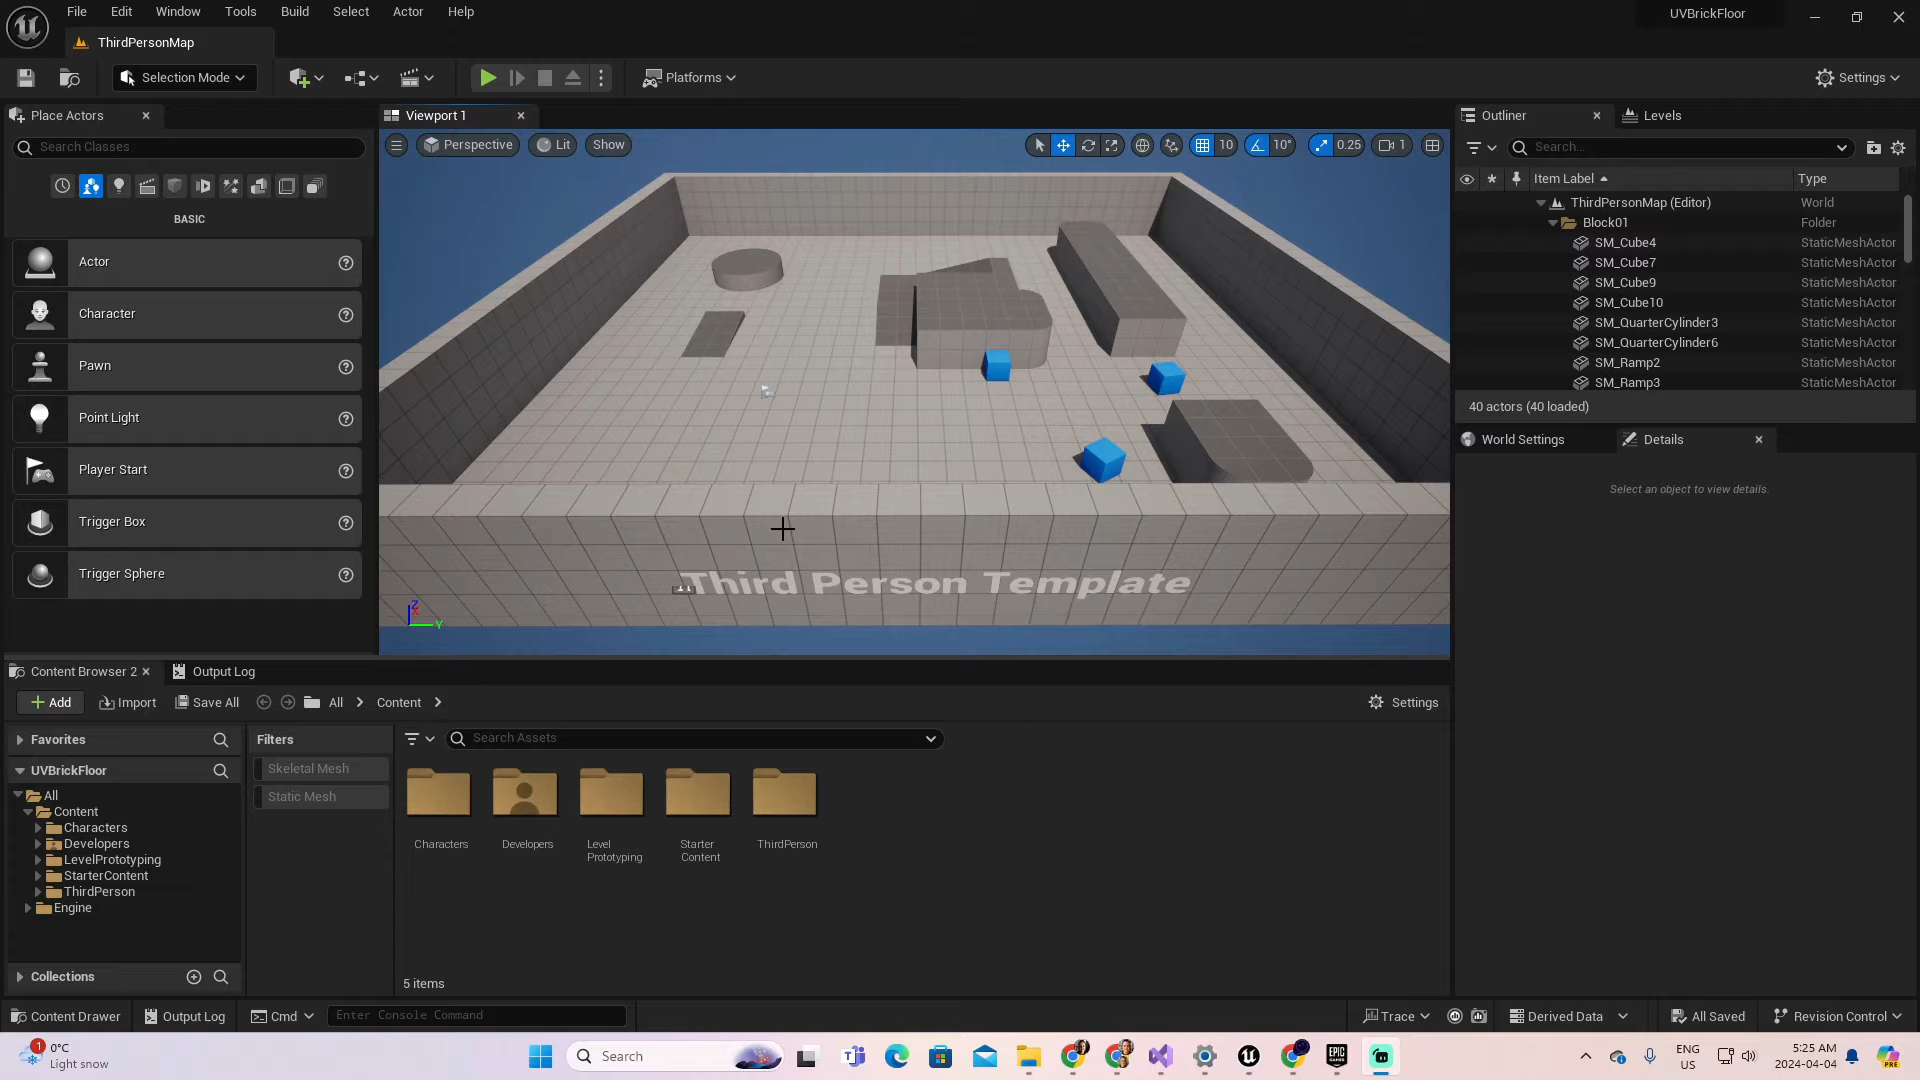 File Edit Window Tools Build Select Actor Help
UVBrickFloor
ThirdPersonMap
Selection Mode
Platforms
Settings
Place Actors
Search Classes
BASIC
Actor
Character
Pawn
Point Light
Player Start
Trigger Box
Trigger Sphere
Viewport 1
Perspective Lit Show
10 10° 0.25 1
Third Person Template
Z
Y
Outliner Levels
Search...
Item Label Type
ThirdPersonMap (Editor) World
Block01 Folder
SM_Cube4 StaticMeshActor
SM_Cube7 StaticMeshActor
SM_Cube9 StaticMeshActor
SM_Cube10 StaticMeshActor
SM_QuarterCylinder3 StaticMeshActor
SM_QuarterCylinder6 StaticMeshActor
SM_Ramp2 StaticMeshActor
SM_Ramp3 StaticMeshActor
40 actors (40 loaded)
World Settings Details
Select an object to view details.
Content Browser 2 Output Log
Add Import Save All All Content Settings
Favorites
UVBrickFloor
All
Content
Characters
Developers
LevelPrototyping
StarterContent
ThirdPerson
Engine
Collections
Filters
Skeletal Mesh
Static Mesh
Search Assets
Characters
Developers
Level
Prototyping
Starter
Content
ThirdPerson
5 items
Content Drawer Output Log Cmd Enter Console Command Trace Derived Data All Saved Revision Control
1
0°C
Light snow
Search
EPIC
GAMES
ENG
US
5:25 AM
2024-04-04
PRE